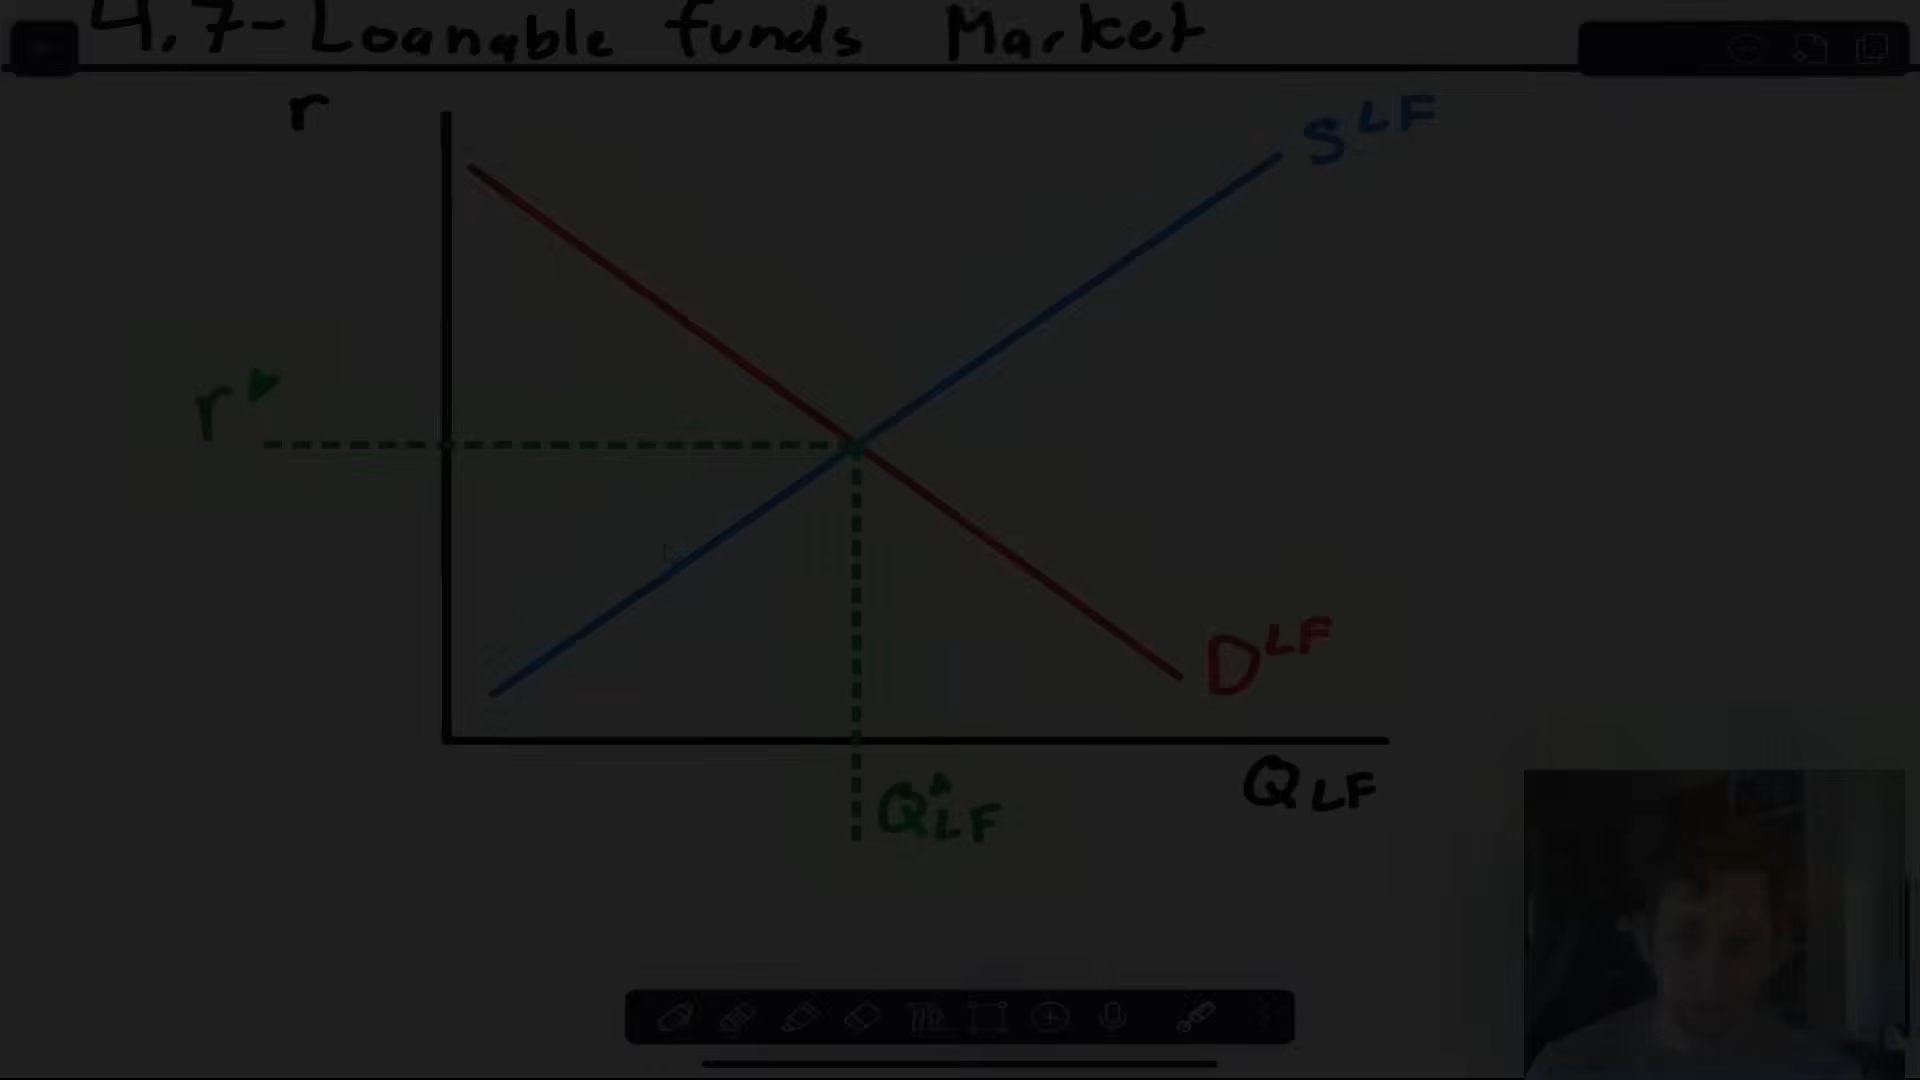 4.7-Loanable funds Market
r
S^LF
r*
D^LF
Q_LF
Q*_LF